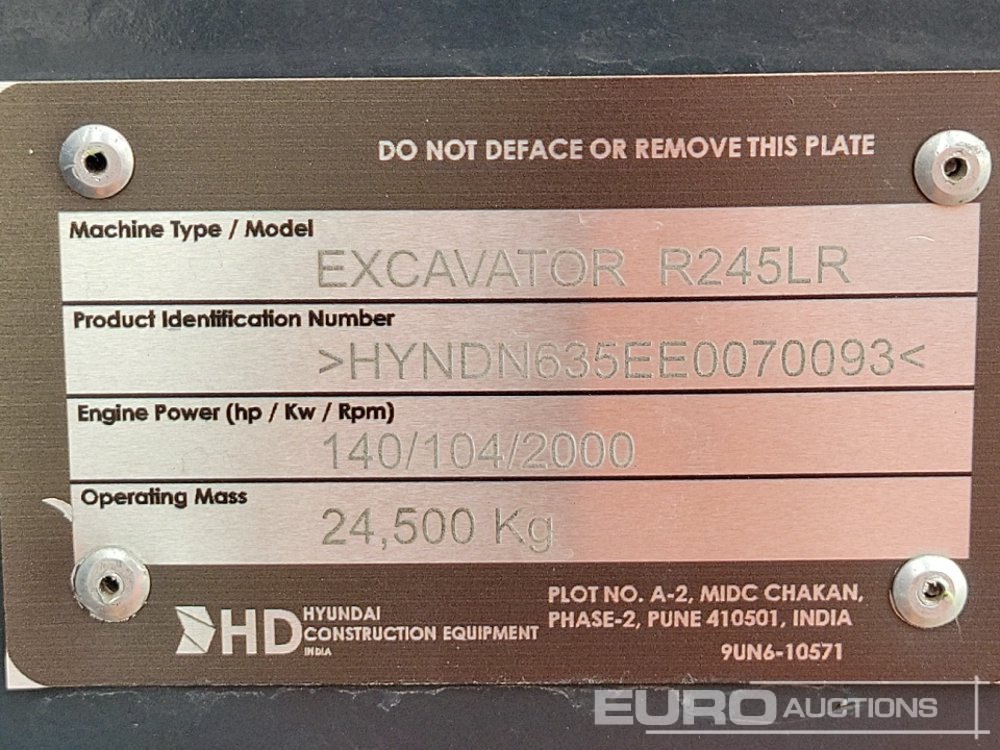 DO NOT DEFACE OR REMOVE THIS PLATE
Machine Type / Model
EXCAVATOR R245LR
Product Identification Number
>HYNDN635EE0070093<
Engine Power (hp / Kw / Rpm)
140/104/2000
Operating Mass
24,500 Kg
HD HYUNDAI
CONSTRUCTION EQUIPMENT
INDIA
PLOT NO. A-2, MIDC CHAKAN,
PHASE-2, PUNE 410501, INDIA
9UN6-10571
EURO AUCTIONS